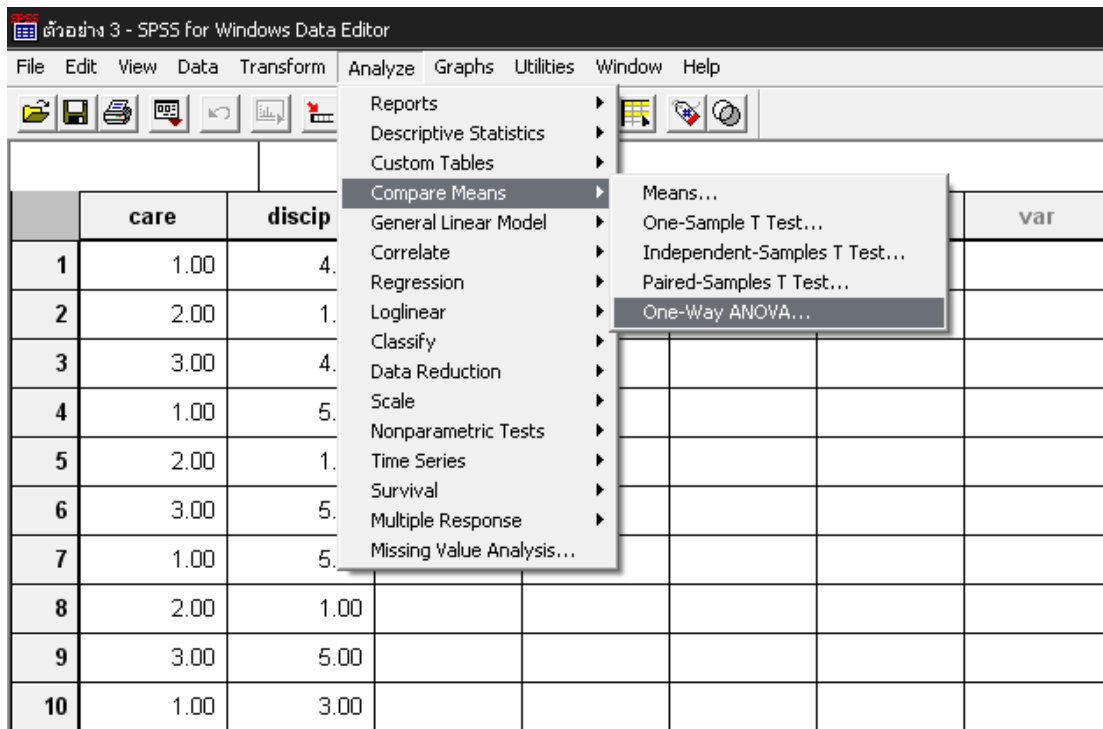 SPSS
ตัวอย่าง 3 - SPSS for Windows Data Editor
File Edit View Data Transform Analyze Graphs Utilities Window Help
Reports
Descriptive Statistics
Custom Tables
Compare Means
General Linear Model
Correlate
Regression
Loglinear
Classify
Data Reduction
Scale
Nonparametric Tests
Time Series
Survival
Multiple Response
Missing Value Analysis...
Means...
One-Sample T Test...
Independent-Samples T Test...
Paired-Samples T Test...
One-Way ANOVA...
care discip var
1 1.00 4.
2 2.00 1.
3 3.00 4.
4 1.00 5.
5 2.00 1.
6 3.00 5.
7 1.00 5.
8 2.00 1.00
9 3.00 5.00
10 1.00 3.00